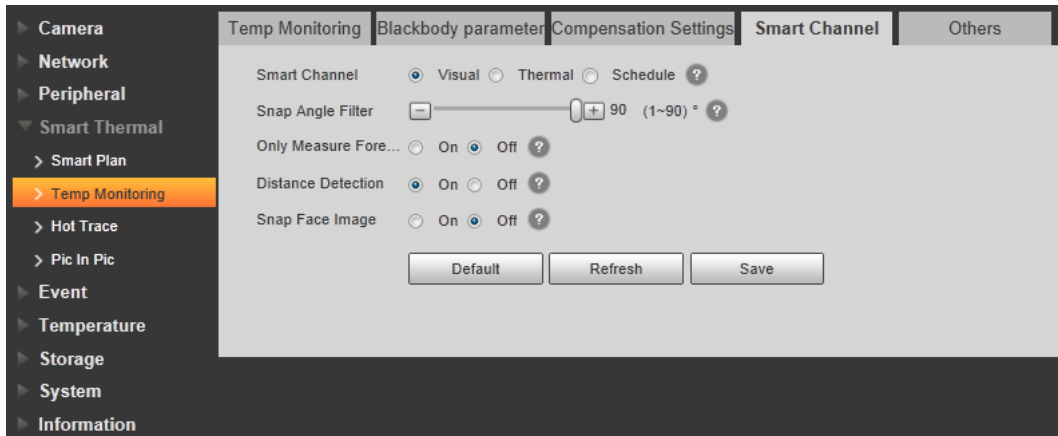 Camera
Network
Peripheral
Smart Thermal
Smart Plan
Temp Monitoring
Hot Trace
Pic In Pic
Event
Temperature
Storage
System
Information
Temp Monitoring Blackbody parameter Compensation Settings Smart Channel Others
Smart Channel Visual Thermal Schedule ?
Snap Angle Filter − + 90 (1~90) ° ?
Only Measure Fore... On Off ?
Distance Detection On Off ?
Snap Face Image On Off ?
Default Refresh Save